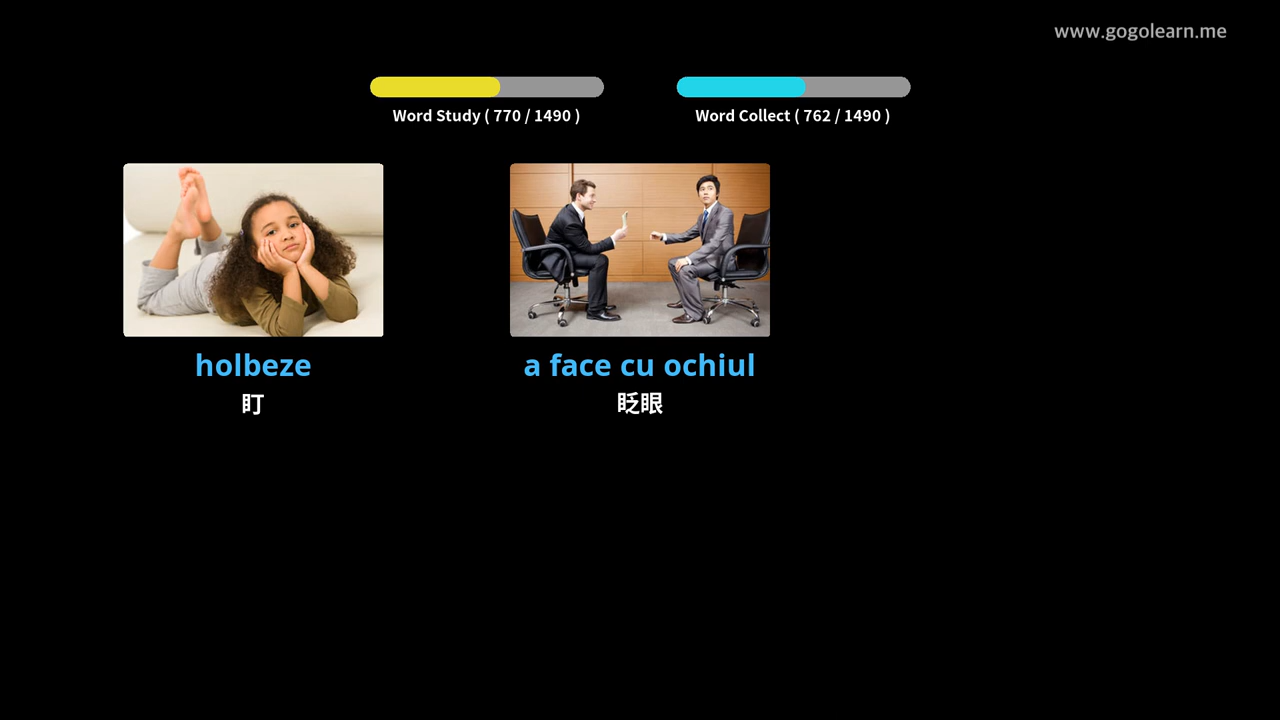 www.gogolearn.me
Word Study ( 770 / 1490 )
Word Collect ( 762 / 1490 )
holbeze
a face cu ochiul
盯
眨眼